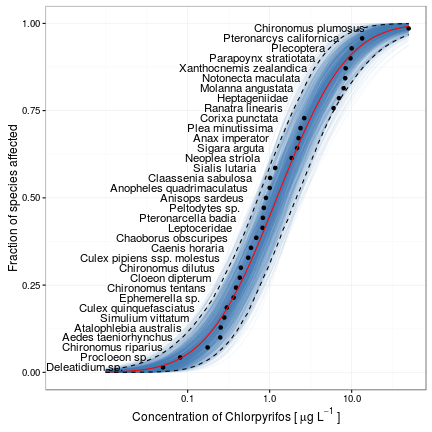 1.00
0.75
0.50
0.25
0.00
Fraction of species affected
Chironomus plumosus
Pteronarcys californica
Plecoptera
Parapoynx stratiotata
Xanthocnemis zealandica
Notonecta maculata
Molanna angustata
Heptageniidae
Ranatra linearis
Corixa punctata
Plea minutissima
Anax imperator
Sigara arguta
Neoplea striola
Sialis lutaria
Claassenia sabulosa
Anopheles quadrimaculatus
Anisops sardeus
Peltodytes sp.
Pteronarcella badia
Leptoceridae
Chaoborus obscuripes
Caenis horaria
Culex pipiens ssp. molestus
Chironomus dilutus
Cloeon dipterum
Chironomus tentans
Ephemerella sp.
Culex quinquefasciatus
Simulium vittatum
Atalophlebia australis
Aedes taeniorhynchus
Chironomus riparius
Procloeon sp.
Deleatidium sp.
0.1 1.0 10.0
Concentration of Chlorpyrifos [ μg L⁻¹ ]